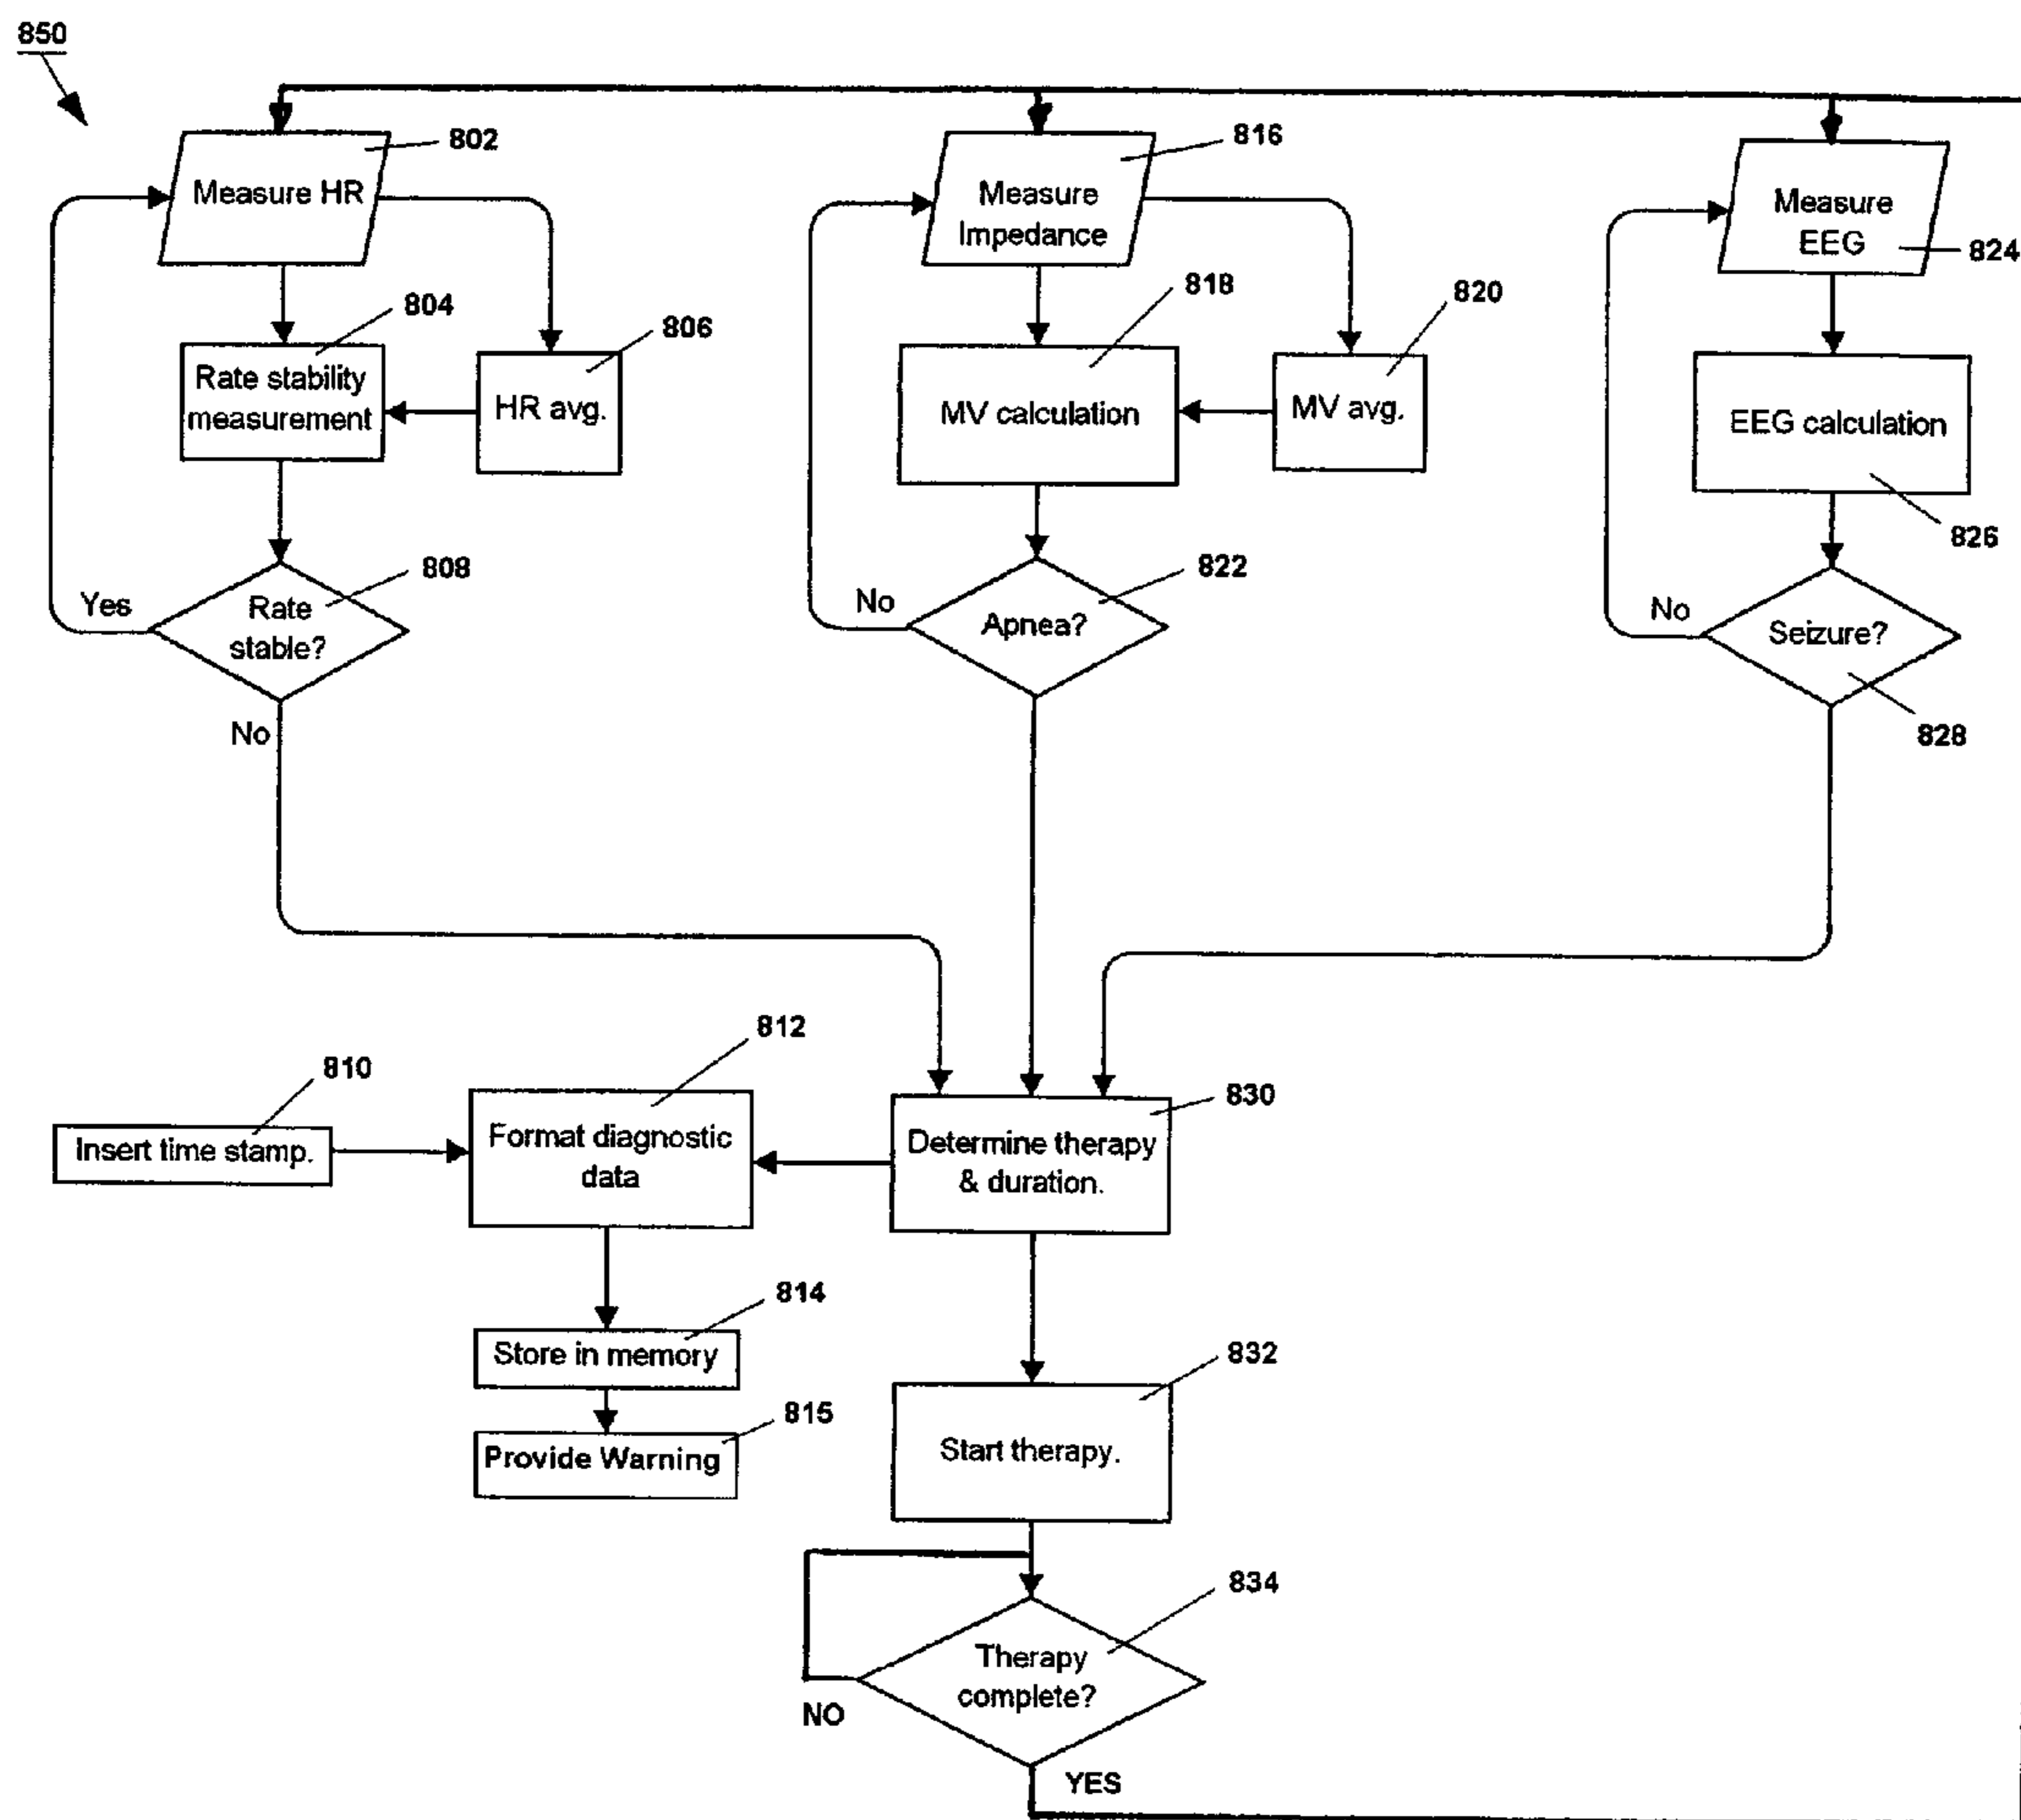 850
802
Measure HR
804
Rate stability
measurement
806
HR avg.
808
Rate
stable?
Yes
No
816
Measure
Impedance
818
MV calculation
820
MV avg.
822
Apnea?
No
Measure
EEG
824
EEG calculation
826
Seizure?
No
828
810
Insert time stamp.
812
Format diagnostic
data
830
Determine therapy
& duration.
814
Store in memory
815
Provide Warning
832
Start therapy.
834
Therapy
complete?
NO
YES